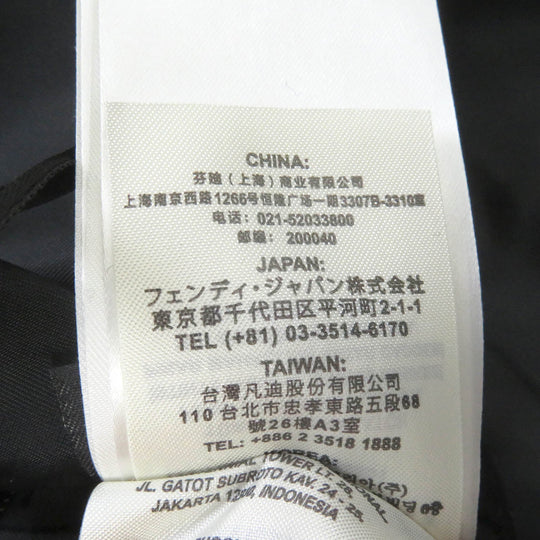 CHINA:
芬迪（上海）商业有限公司
上海南京西路1266号恒隆广场一期3307B-3310室
电话: 021-52033800
邮编: 200040
JAPAN:
フェンディ・ジャパン株式会社
東京都千代田区平河町2-1-1
TEL (+81) 03-3514-6170
TAIWAN:
台灣凡迪股份有限公司
110 台北市忠孝東路五段68
號26樓A3室
TEL: +886 2 3518 1888
TOWER LT. 26,
JL. GATOT SUBROTO KAV. 24 - 25,
JAKARTA 12930, INDONESIA